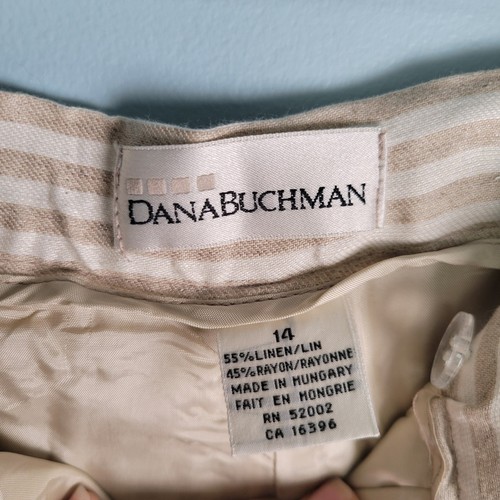 DANABUCHMAN
14
55%LINEN/LIN
45%RAYON/RAYONNE
MADE IN HUNGARY
FAIT EN HONGRIE
RN 52002
CA 16396